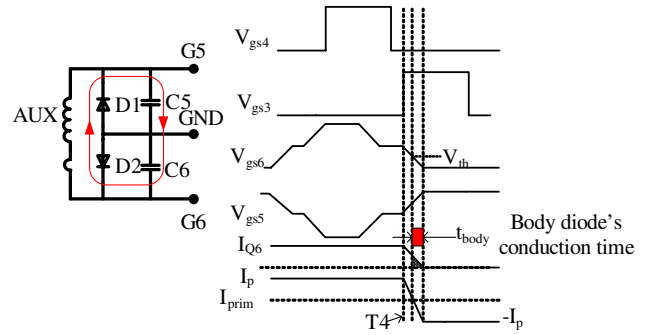 G5
AUX
D1
C5
GND
D2
C6
G6
Vgs4
Vgs3
Vgs6
Vth
Vgs5
tbody
Body diode's
conduction time
IQ6
Ip
Iprim
T4
-Ip